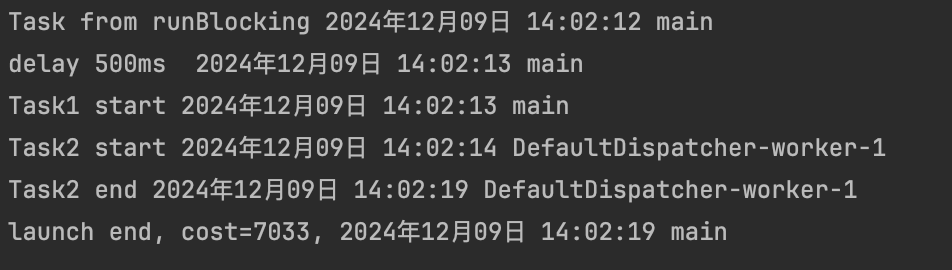 Task from runBlocking 2024年12月09日 14:02:12 main
delay 500ms  2024年12月09日 14:02:13 main
Task1 start 2024年12月09日 14:02:13 main
Task2 start 2024年12月09日 14:02:14 DefaultDispatcher-worker-1
Task2 end 2024年12月09日 14:02:19 DefaultDispatcher-worker-1
launch end, cost=7033, 2024年12月09日 14:02:19 main